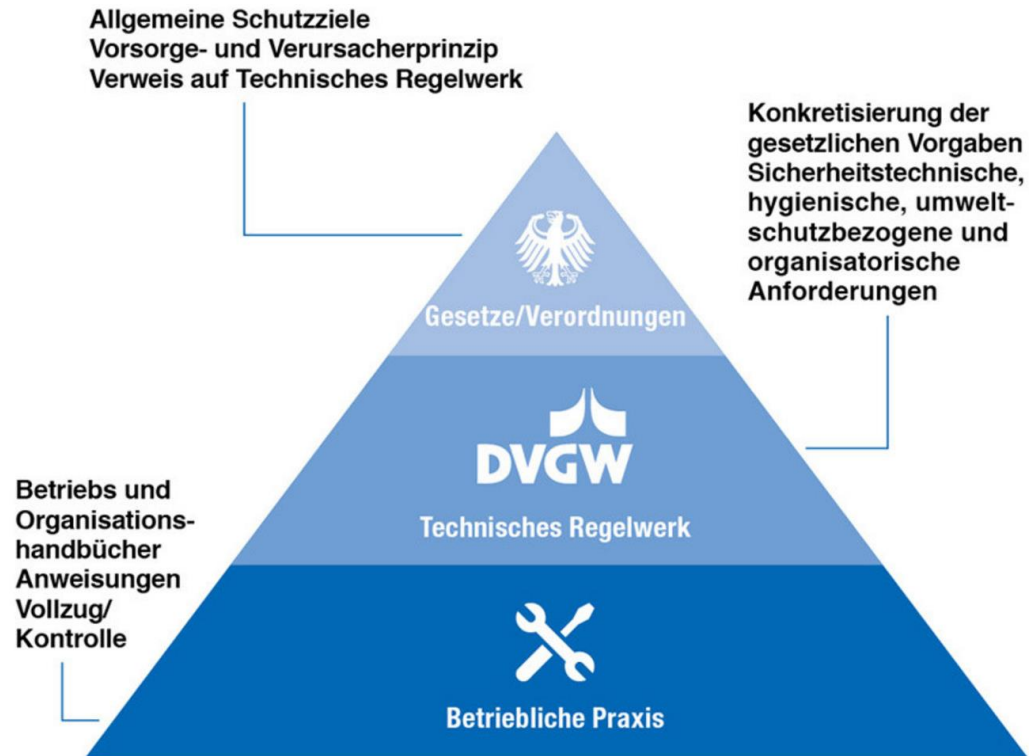 Allgemeine Schutzziele
Vorsorge- und Verursacherprinzip
Verweis auf Technisches Regelwerk
Konkretisierung der
gesetzlichen Vorgaben
Sicherheitstechnische,
hygienische, umwelt-
schutzbezogene und
organisatorische
Anforderungen
Gesetze/Verordnungen
DVGW
Technisches Regelwerk
Betriebs und
Organisations-
handbücher
Anweisungen
Vollzug/
Kontrolle
Betriebliche Praxis